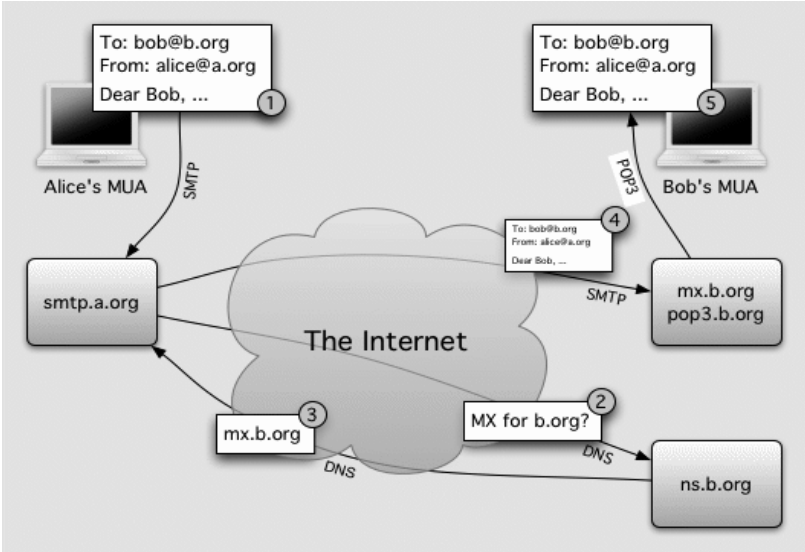 To: bob@b.org
From: alice@a.org
Dear Bob, ...
1
Alice's MUA
SMTP
To: bob@b.org
From: alice@a.org
Dear Bob, ...
5
Bob's MUA
POP3
smtp.a.org
To: bob@b.org
From: alice@a.org
Dear Bob, ...
4
SMTP
mx.b.org
pop3.b.org
The Internet
mx.b.org
3
DNS
MX for b.org?
2
DNS
ns.b.org